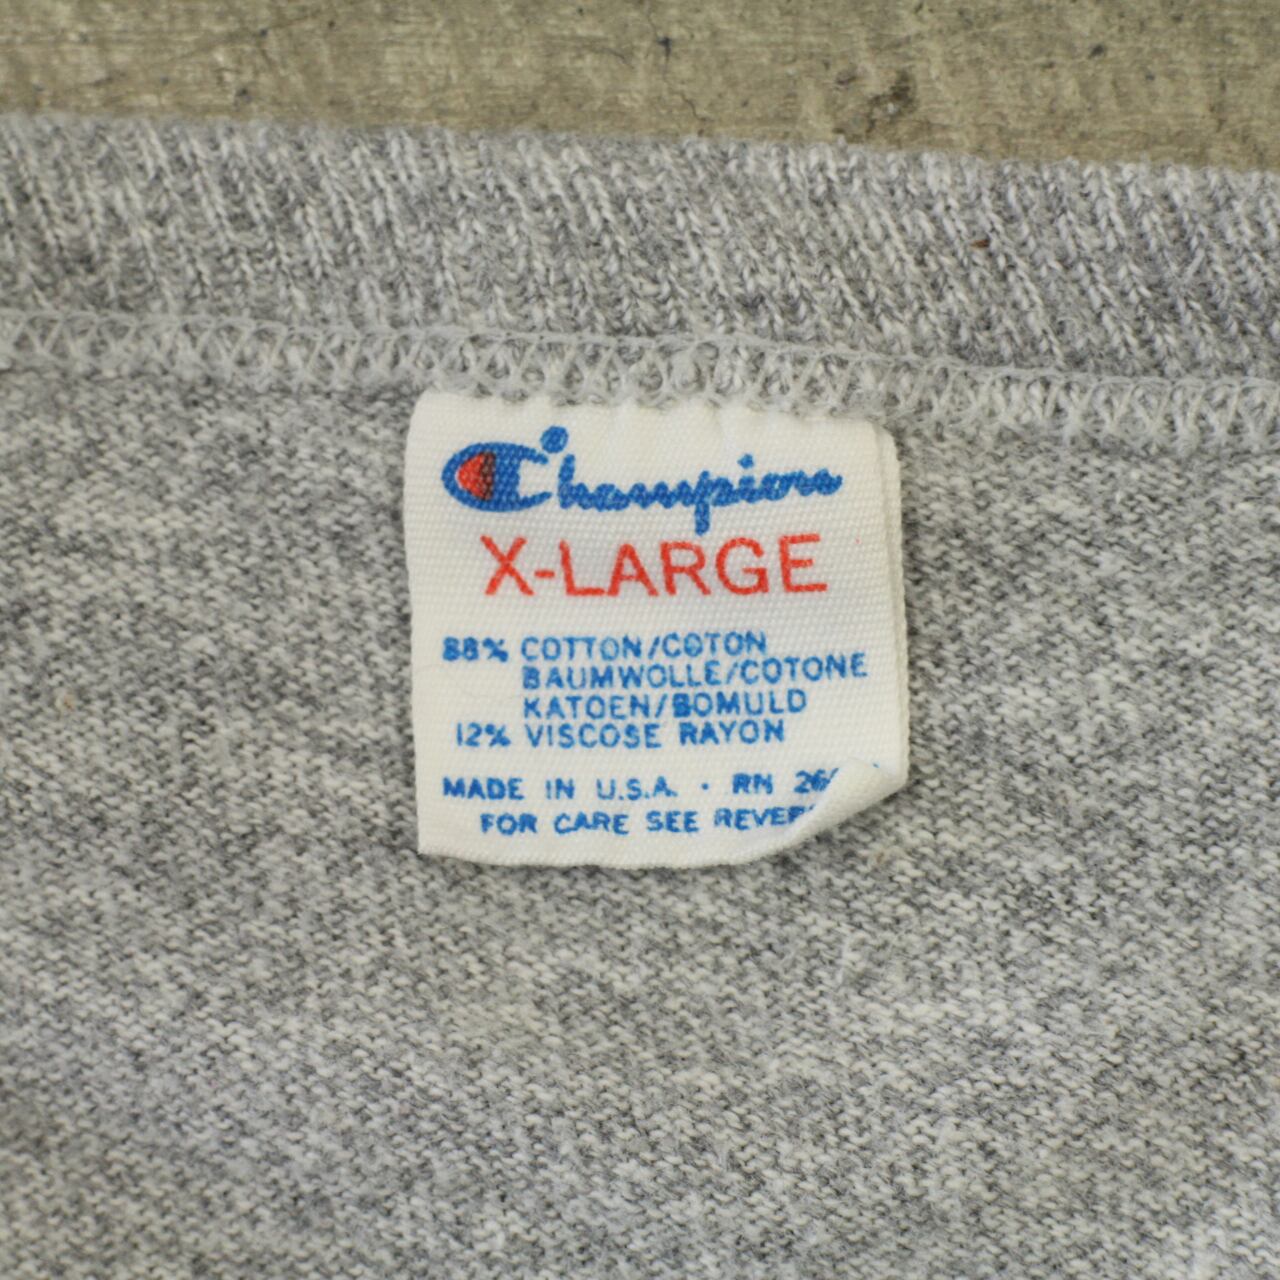 Champion
X-LARGE
88% COTTON/COTON
BAUMWOLLE/COTONE
KATOEN/BOMULD
12% VISCOSE RAYON
MADE IN U.S.A. · RN
FOR CARE SEE